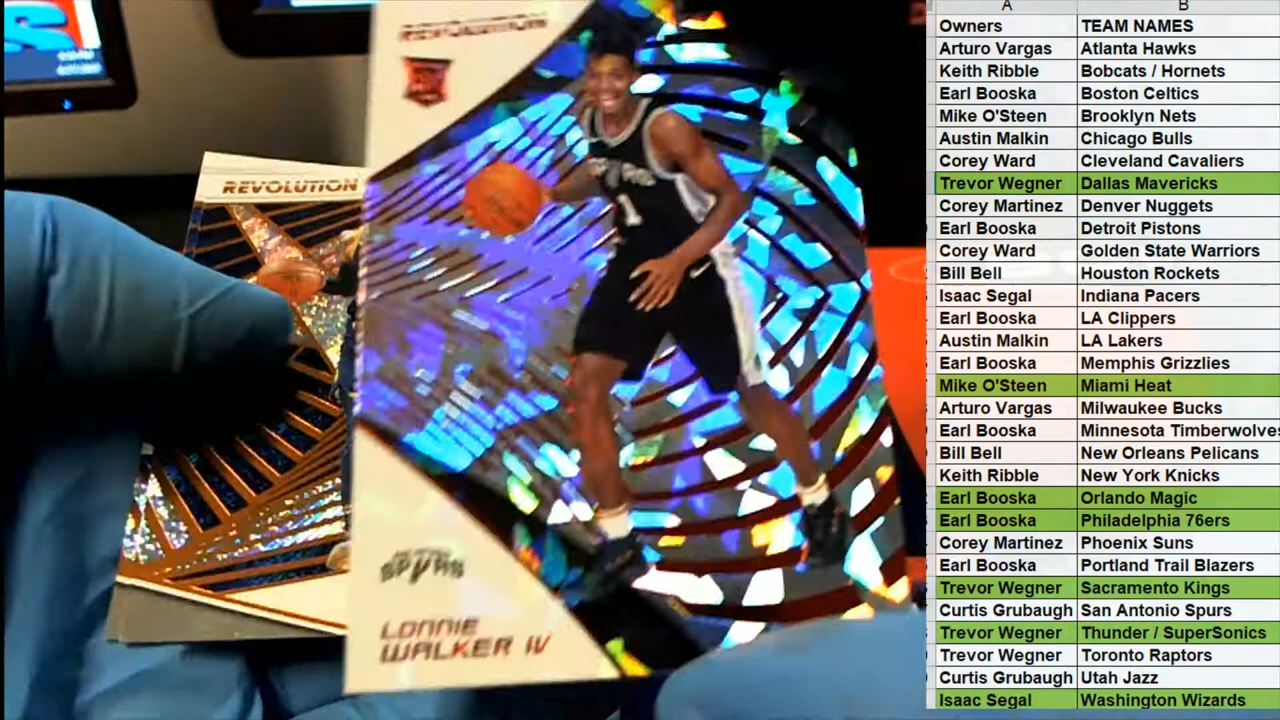 REVOLUTION
REVOLUTION
SPURS
1
SPURS
LONNIE
WALKER IV
A B
Owners TEAM NAMES
Arturo Vargas Atlanta Hawks
Keith Ribble Bobcats / Hornets
Earl Booska Boston Celtics
Mike O'Steen Brooklyn Nets
Austin Malkin Chicago Bulls
Corey Ward Cleveland Cavaliers
Trevor Wegner Dallas Mavericks
Corey Martinez Denver Nuggets
Earl Booska Detroit Pistons
Corey Ward Golden State Warriors
Bill Bell Houston Rockets
Isaac Segal Indiana Pacers
Earl Booska LA Clippers
Austin Malkin LA Lakers
Earl Booska Memphis Grizzlies
Mike O'Steen Miami Heat
Arturo Vargas Milwaukee Bucks
Earl Booska Minnesota Timberwolves
Bill Bell New Orleans Pelicans
Keith Ribble New York Knicks
Earl Booska Orlando Magic
Earl Booska Philadelphia 76ers
Corey Martinez Phoenix Suns
Earl Booska Portland Trail Blazers
Trevor Wegner Sacramento Kings
Curtis Grubaugh San Antonio Spurs
Trevor Wegner Thunder / SuperSonics
Trevor Wegner Toronto Raptors
Curtis Grubaugh Utah Jazz
Isaac Segal Washington Wizards